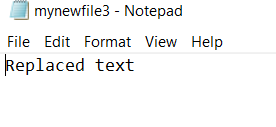 mynewfile3 - Notepad
File Edit Format View Help
Replaced text